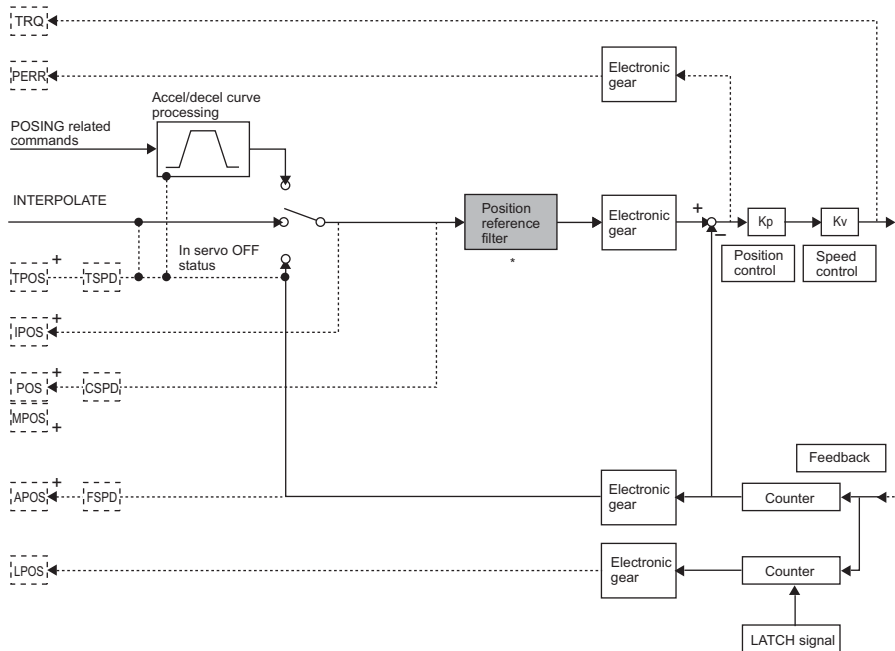 TRQ
PERR
Electronic
gear
Accel/decel curve
processing
POSING related
commands
INTERPOLATE
Position
reference
filter
*
Electronic
gear
+
−
Kp
Kv
Position
control
Speed
control
In servo OFF
status
TPOS
+
TSPD
IPOS
+
POS
+
CSPD
MPOS
+
Feedback
APOS
+
FSPD
Electronic
gear
Counter
LPOS
Electronic
gear
Counter
LATCH signal